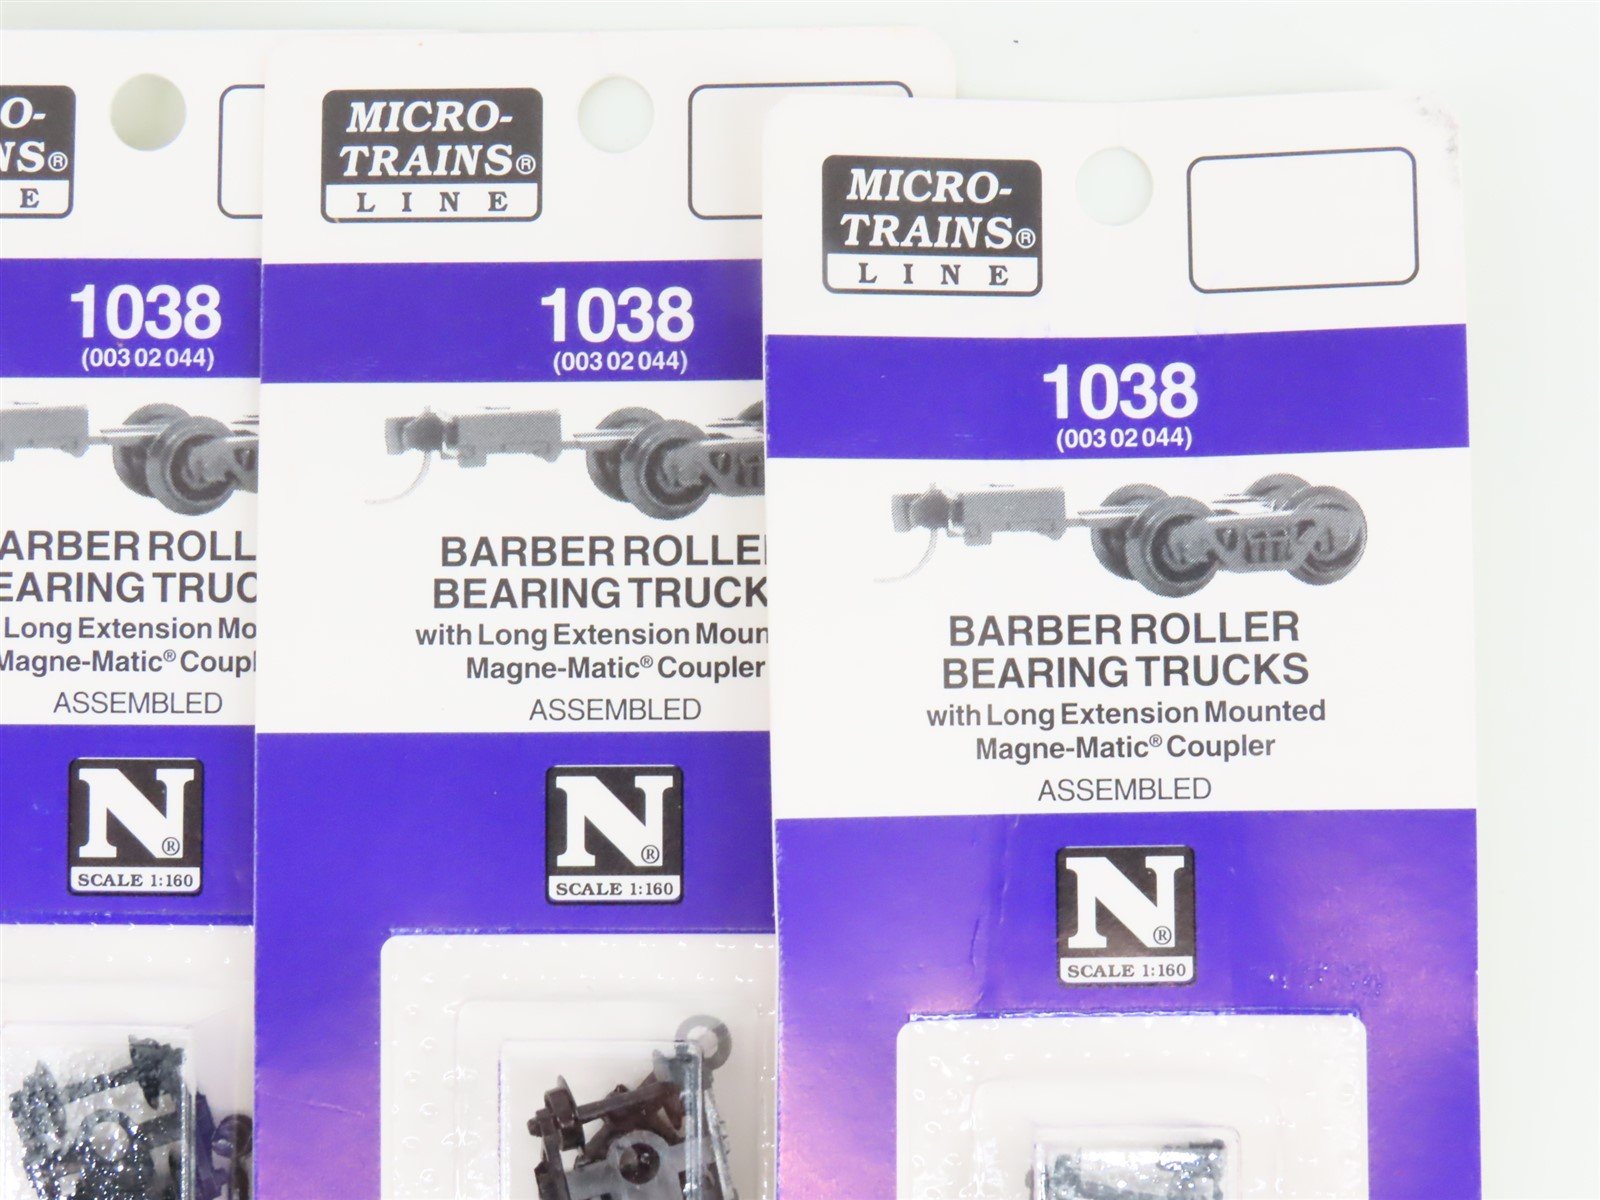 O-
NS®
E
1038
(003 02 044)
ARBER ROLL
EARING TRUC
Long Extension Mo
Magne-Matic® Coupl
ASSEMBLED
N®
SCALE 1:160
MICRO-
TRAINS®
LINE
1038
(003 02 044)
BARBER ROLLE
BEARING TRUCK
with Long Extension Moun
Magne-Matic® Coupler
ASSEMBLED
N®
SCALE 1:160
MICRO-
TRAINS®
LINE
1038
(003 02 044)
BARBER ROLLER
BEARING TRUCKS
with Long Extension Mounted
Magne-Matic® Coupler
ASSEMBLED
N®
SCALE 1:160